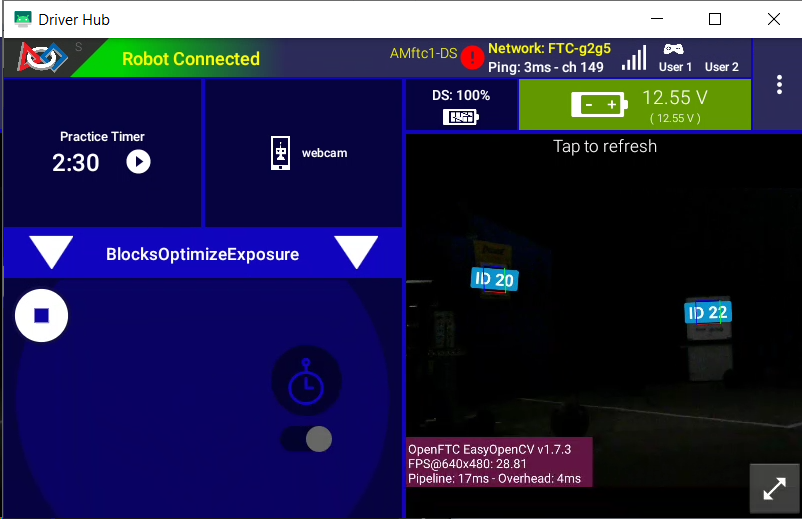 Driver Hub
S
Robot Connected
AMftc1-DS
Network: FTC-g2g5
Ping: 3ms - ch 149
User 1
User 2
Practice Timer
2:30
webcam
DS: 100%
12.55 V
( 12.55 V )
BlocksOptimizeExposure
Tap to refresh
ID 20
ID 22
OpenFTC EasyOpenCV v1.7.3
FPS@640x480: 28.81
Pipeline: 17ms - Overhead: 4ms